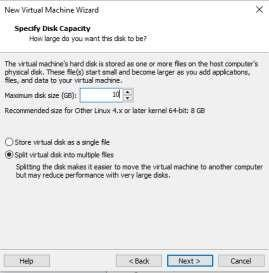 New Virtual Machine Wizard
Specify Disk Capacity
How large do you want this disk to be?
The virtual machine's hard disk is stored as one or more files on the host computer's
physical disk. These file(s) start small and become larger as you add applications,
files, and data to your virtual machine.
Maximum disk size (GB): 10
Recommended size for Other Linux 4.x or later kernel 64-bit: 8 GB
Store virtual disk as a single file
Split virtual disk into multiple files
Splitting the disk makes it easier to move the virtual machine to another computer
but may reduce performance with very large disks.
Help < Back Next > Cancel